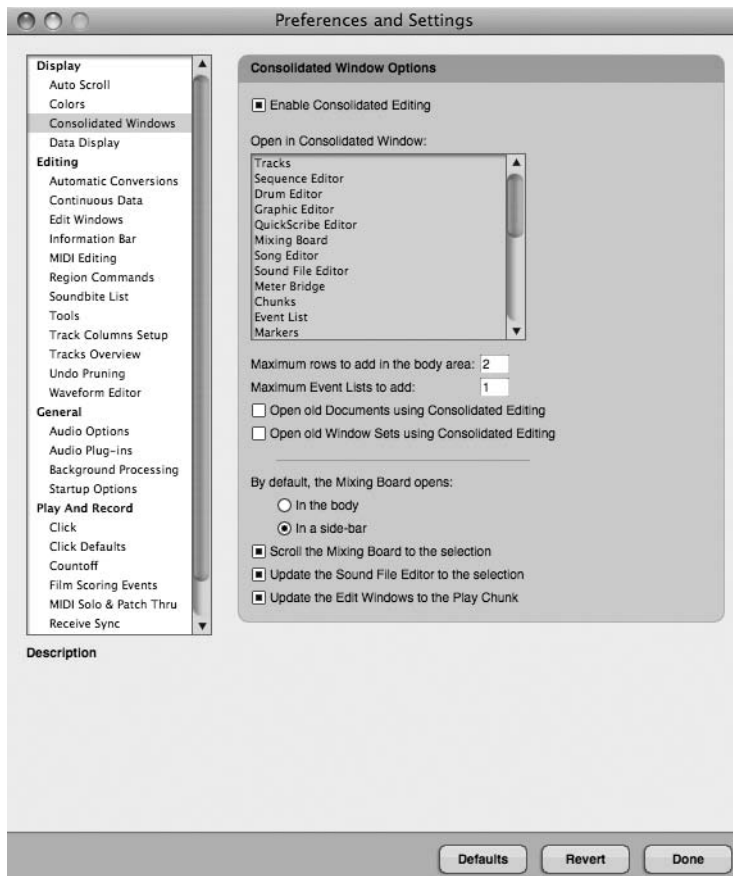 Preferences and Settings
Display
Auto Scroll
Colors
Consolidated Windows
Data Display
Editing
Automatic Conversions
Continuous Data
Edit Windows
Information Bar
MIDI Editing
Region Commands
Soundbite List
Tools
Track Columns Setup
Tracks Overview
Undo Pruning
Waveform Editor
General
Audio Options
Audio Plug-ins
Background Processing
Startup Options
Play And Record
Click
Click Defaults
Countoff
Film Scoring Events
MIDI Solo & Patch Thru
Receive Sync
Consolidated Window Options
Enable Consolidated Editing
Open in Consolidated Window:
Tracks
Sequence Editor
Drum Editor
Graphic Editor
QuickScribe Editor
Mixing Board
Song Editor
Sound File Editor
Meter Bridge
Chunks
Event List
Markers
Maximum rows to add in the body area: 2
Maximum Event Lists to add: 1
Open old Documents using Consolidated Editing
Open old Window Sets using Consolidated Editing
By default, the Mixing Board opens:
In the body
In a side-bar
Scroll the Mixing Board to the selection
Update the Sound File Editor to the selection
Update the Edit Windows to the Play Chunk
Description
Defaults
Revert
Done